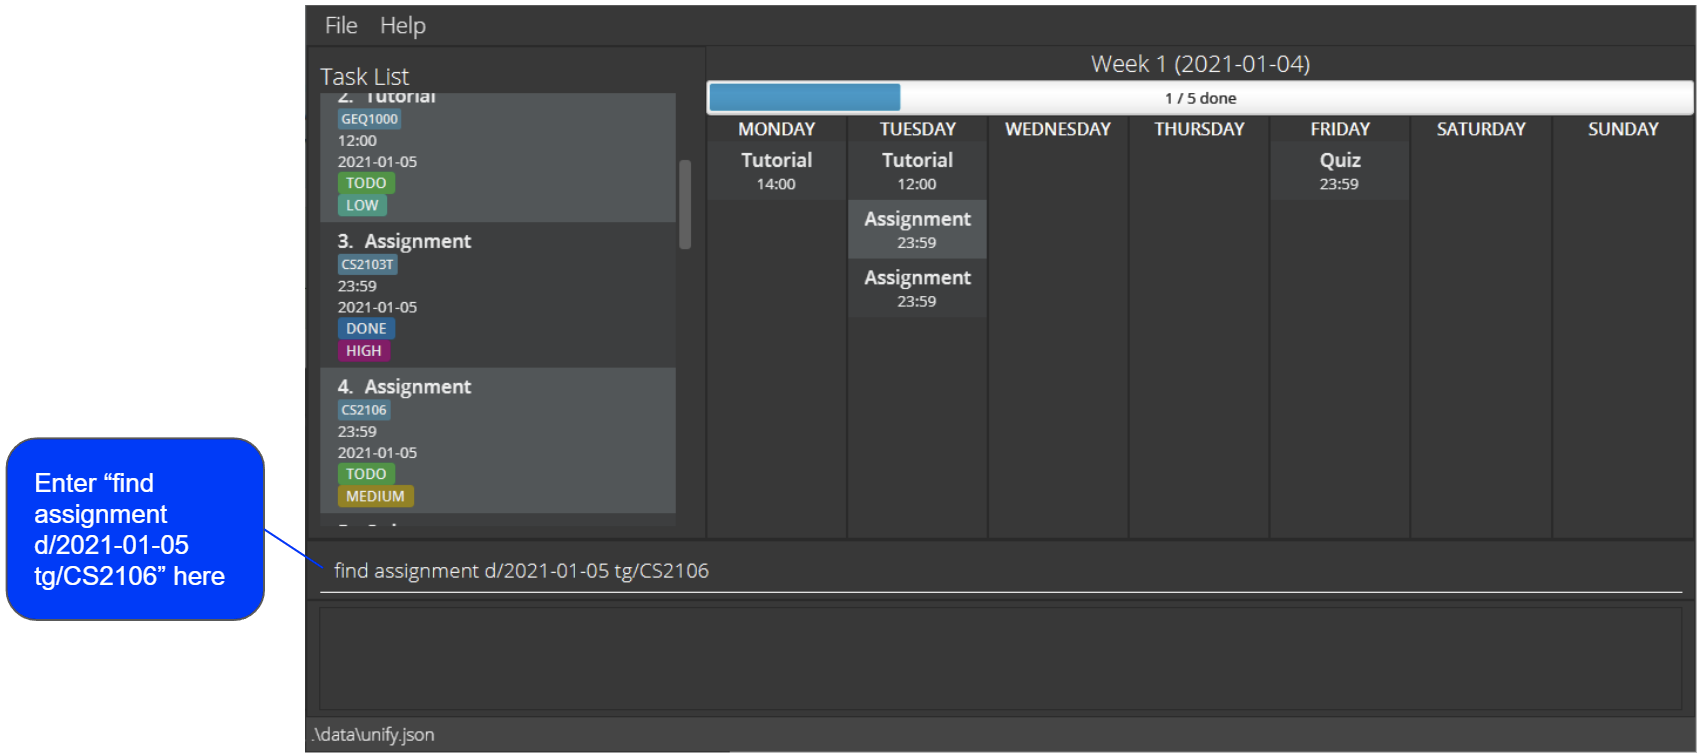 File Help
Task List
2. Tutorial
GEQ1000
12:00
2021-01-05
TODO
LOW
3. Assignment
CS2103T
23:59
2021-01-05
DONE
HIGH
4. Assignment
CS2106
23:59
2021-01-05
TODO
MEDIUM
Week 1 (2021-01-04)
1 / 5 done
MONDAY TUESDAY WEDNESDAY THURSDAY FRIDAY SATURDAY SUNDAY
Tutorial
14:00
Tutorial
12:00
Assignment
23:59
Assignment
23:59
Quiz
23:59
Enter “find
assignment
d/2021-01-05
tg/CS2106” here
find assignment d/2021-01-05 tg/CS2106
.\data\unify.json